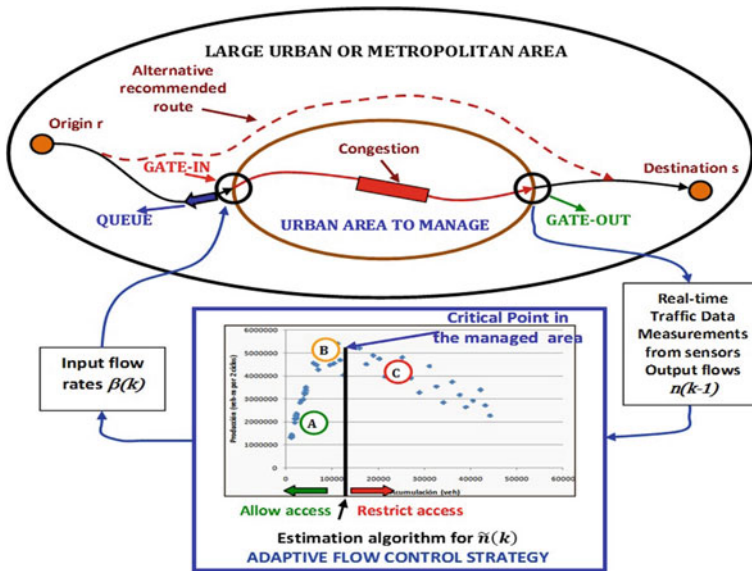 LARGE URBAN OR METROPOLITAN AREA
Alternative
recommended
route
Origin r
GATE-IN
Congestion
Destination s
QUEUE
URBAN AREA TO MANAGE
GATE-OUT
Input flow
rates β(k)
Real-time
Traffic Data
Measurements
from sensors
Output flows
n(k-1)
Critical Point in
the managed area
6000000
5000000
4000000
3000000
2000000
1000000
0
B
C
A
0
10000
20000
30000
40000
50000
60000
(veh)
Allow access
Restrict access
Estimation algorithm for ñ(k)
ADAPTIVE FLOW CONTROL STRATEGY